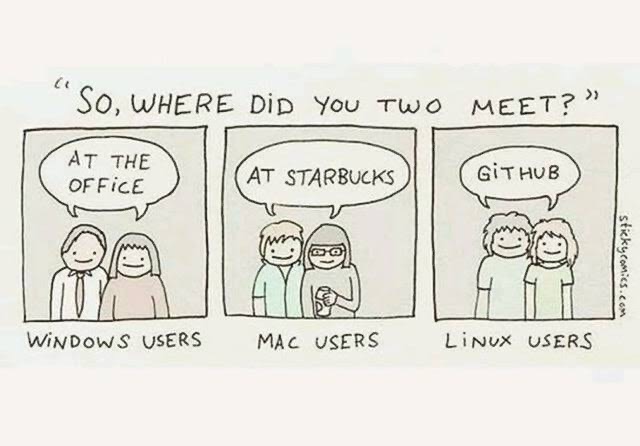 "SO, WHERE DID YOU TWO MEET?"
AT THE
OFFICE
AT STARBUCKS
GITHUB
WINDOWS USERS
MAC USERS
LINUX USERS
stickycomics.com